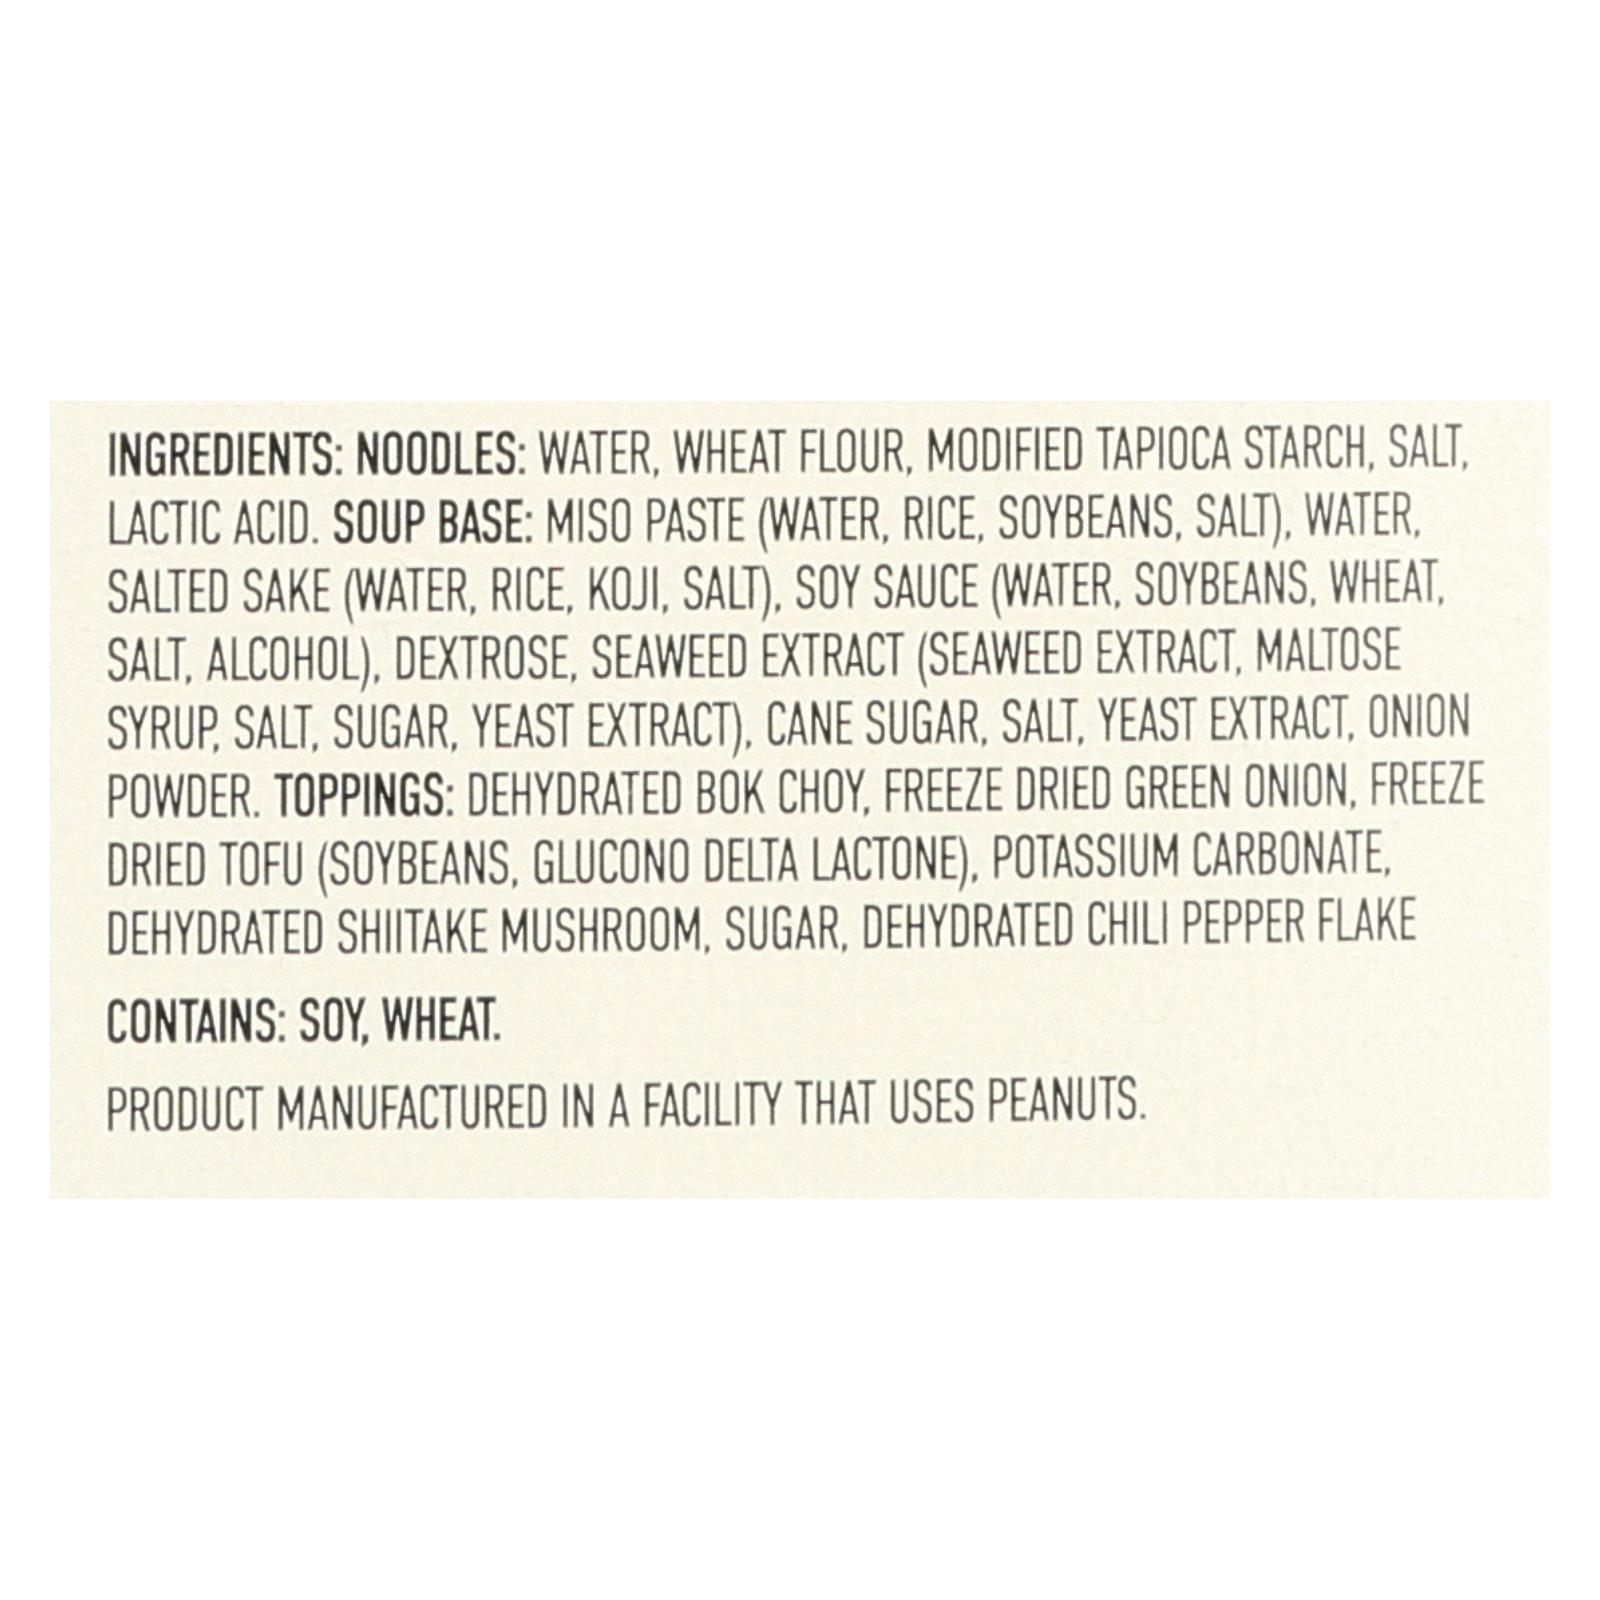 INGREDIENTS: NOODLES: WATER, WHEAT FLOUR, MODIFIED TAPIOCA STARCH, SALT,
LACTIC ACID. SOUP BASE: MISO PASTE (WATER, RICE, SOYBEANS, SALT), WATER,
SALTED SAKE (WATER, RICE, KOJI, SALT), SOY SAUCE (WATER, SOYBEANS, WHEAT,
SALT, ALCOHOL), DEXTROSE, SEAWEED EXTRACT (SEAWEED EXTRACT, MALTOSE
SYRUP, SALT, SUGAR, YEAST EXTRACT), CANE SUGAR, SALT, YEAST EXTRACT, ONION
POWDER. TOPPINGS: DEHYDRATED BOK CHOY, FREEZE DRIED GREEN ONION, FREEZE
DRIED TOFU (SOYBEANS, GLUCONO DELTA LACTONE), POTASSIUM CARBONATE,
DEHYDRATED SHIITAKE MUSHROOM, SUGAR, DEHYDRATED CHILI PEPPER FLAKE
CONTAINS: SOY, WHEAT.
PRODUCT MANUFACTURED IN A FACILITY THAT USES PEANUTS.